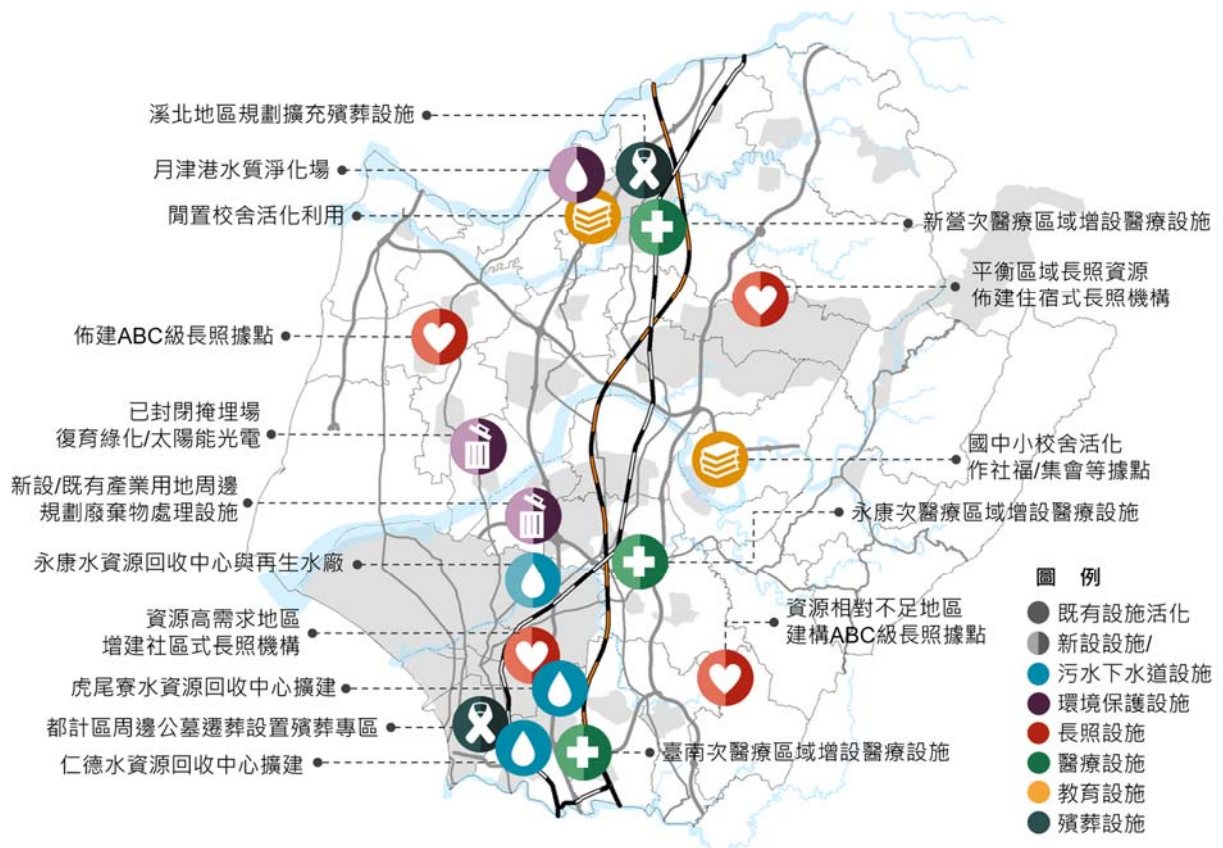 溪北地區規劃擴充殯葬設施
月津港水質淨化場
閒置校舍活化利用
新營次醫療區域增設醫療設施
平衡區域長照資源
佈建住宿式長照機構
佈建ABC級長照據點
已封閉掩埋場
復育綠化/太陽能光電
國中小校舍活化
作社福/集會等據點
新設/既有產業用地周邊
規劃廢棄物處理設施
永康次醫療區域增設醫療設施
永康水資源回收中心與再生水廠
資源高需求地區
增建社區式長照機構
資源相對不足地區
建構ABC級長照據點
虎尾寮水資源回收中心擴建
都計區周邊公墓遷葬設置殯葬專區
仁德水資源回收中心擴建
臺南次醫療區域增設醫療設施
圖 例
既有設施活化
新設設施/
污水下水道設施
環境保護設施
長照設施
醫療設施
教育設施
殯葬設施